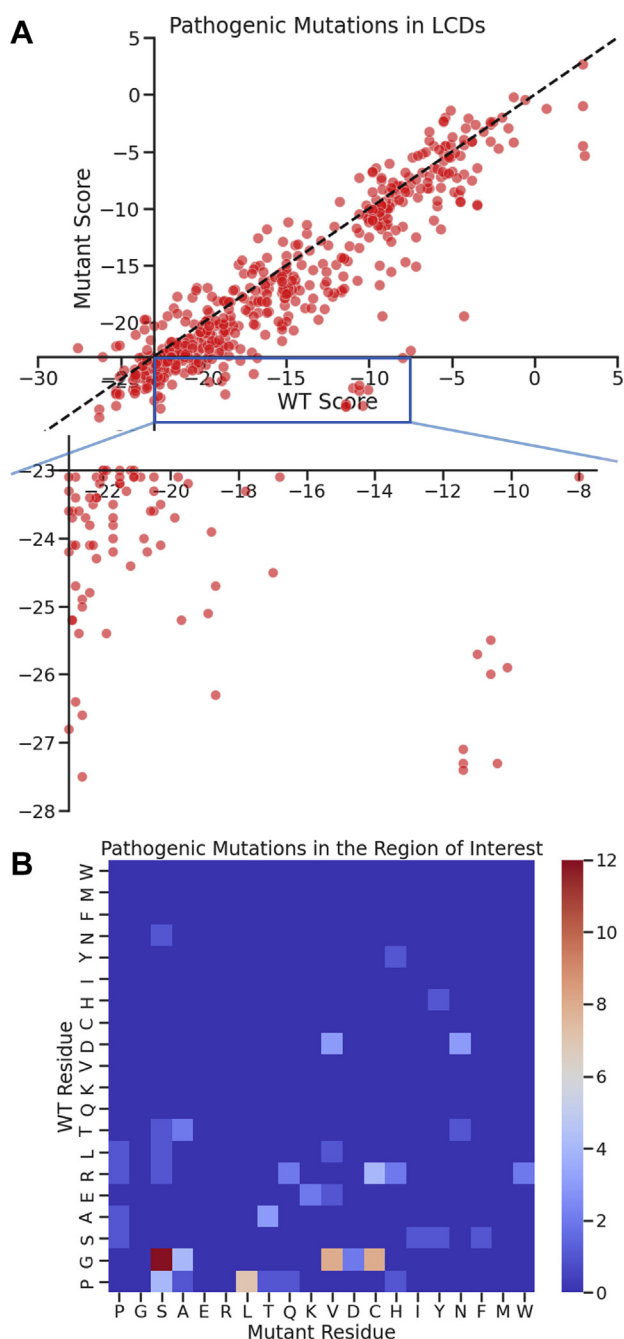 A
Pathogenic Mutations in LCDs
5
0
−5
−10
−15
−20
Mutant Score
−30 −20 −15 −10 −5 0 5
WT Score
−23
−22 −20 −18 −16 −14 −12 −10 −8
−24
−25
−26
−27
−28
B
Pathogenic Mutations in the Region of Interest
WT Residue
W
M
F
N
Y
I
H
C
D
V
K
Q
T
L
R
E
A
S
G
P
P G S A E R L T Q K V D C H I Y N F M W
Mutant Residue
12
10
8
6
4
2
0